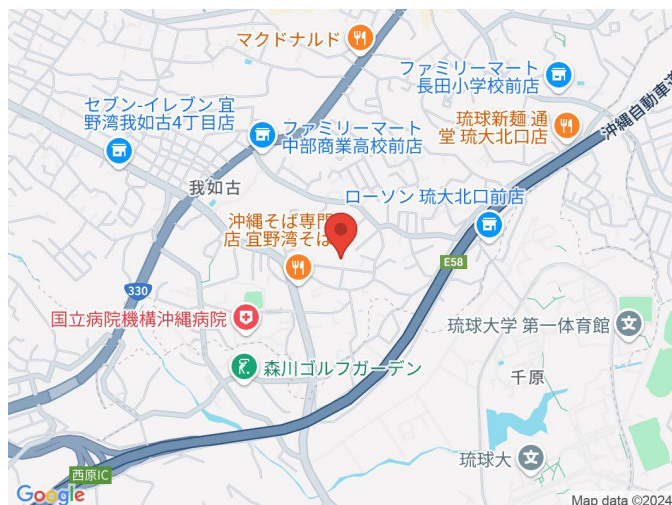 マクドナルド
ファミリーマート
長田小学校前店
セブン-イレブン 宜
野湾我如古4丁目店
ファミリーマート
中部商業高校前店
琉球新麺 通
堂 琉大北口店
沖縄自動車道
我如古
ローソン 琉大北口前店
沖縄そば専門
店 宜野湾そば
E58
330
国立病院機構沖縄病院
琉球大学 第一体育館
森川ゴルフガーデン
千原
琉球大
西原IC
Google
Map data ©2024